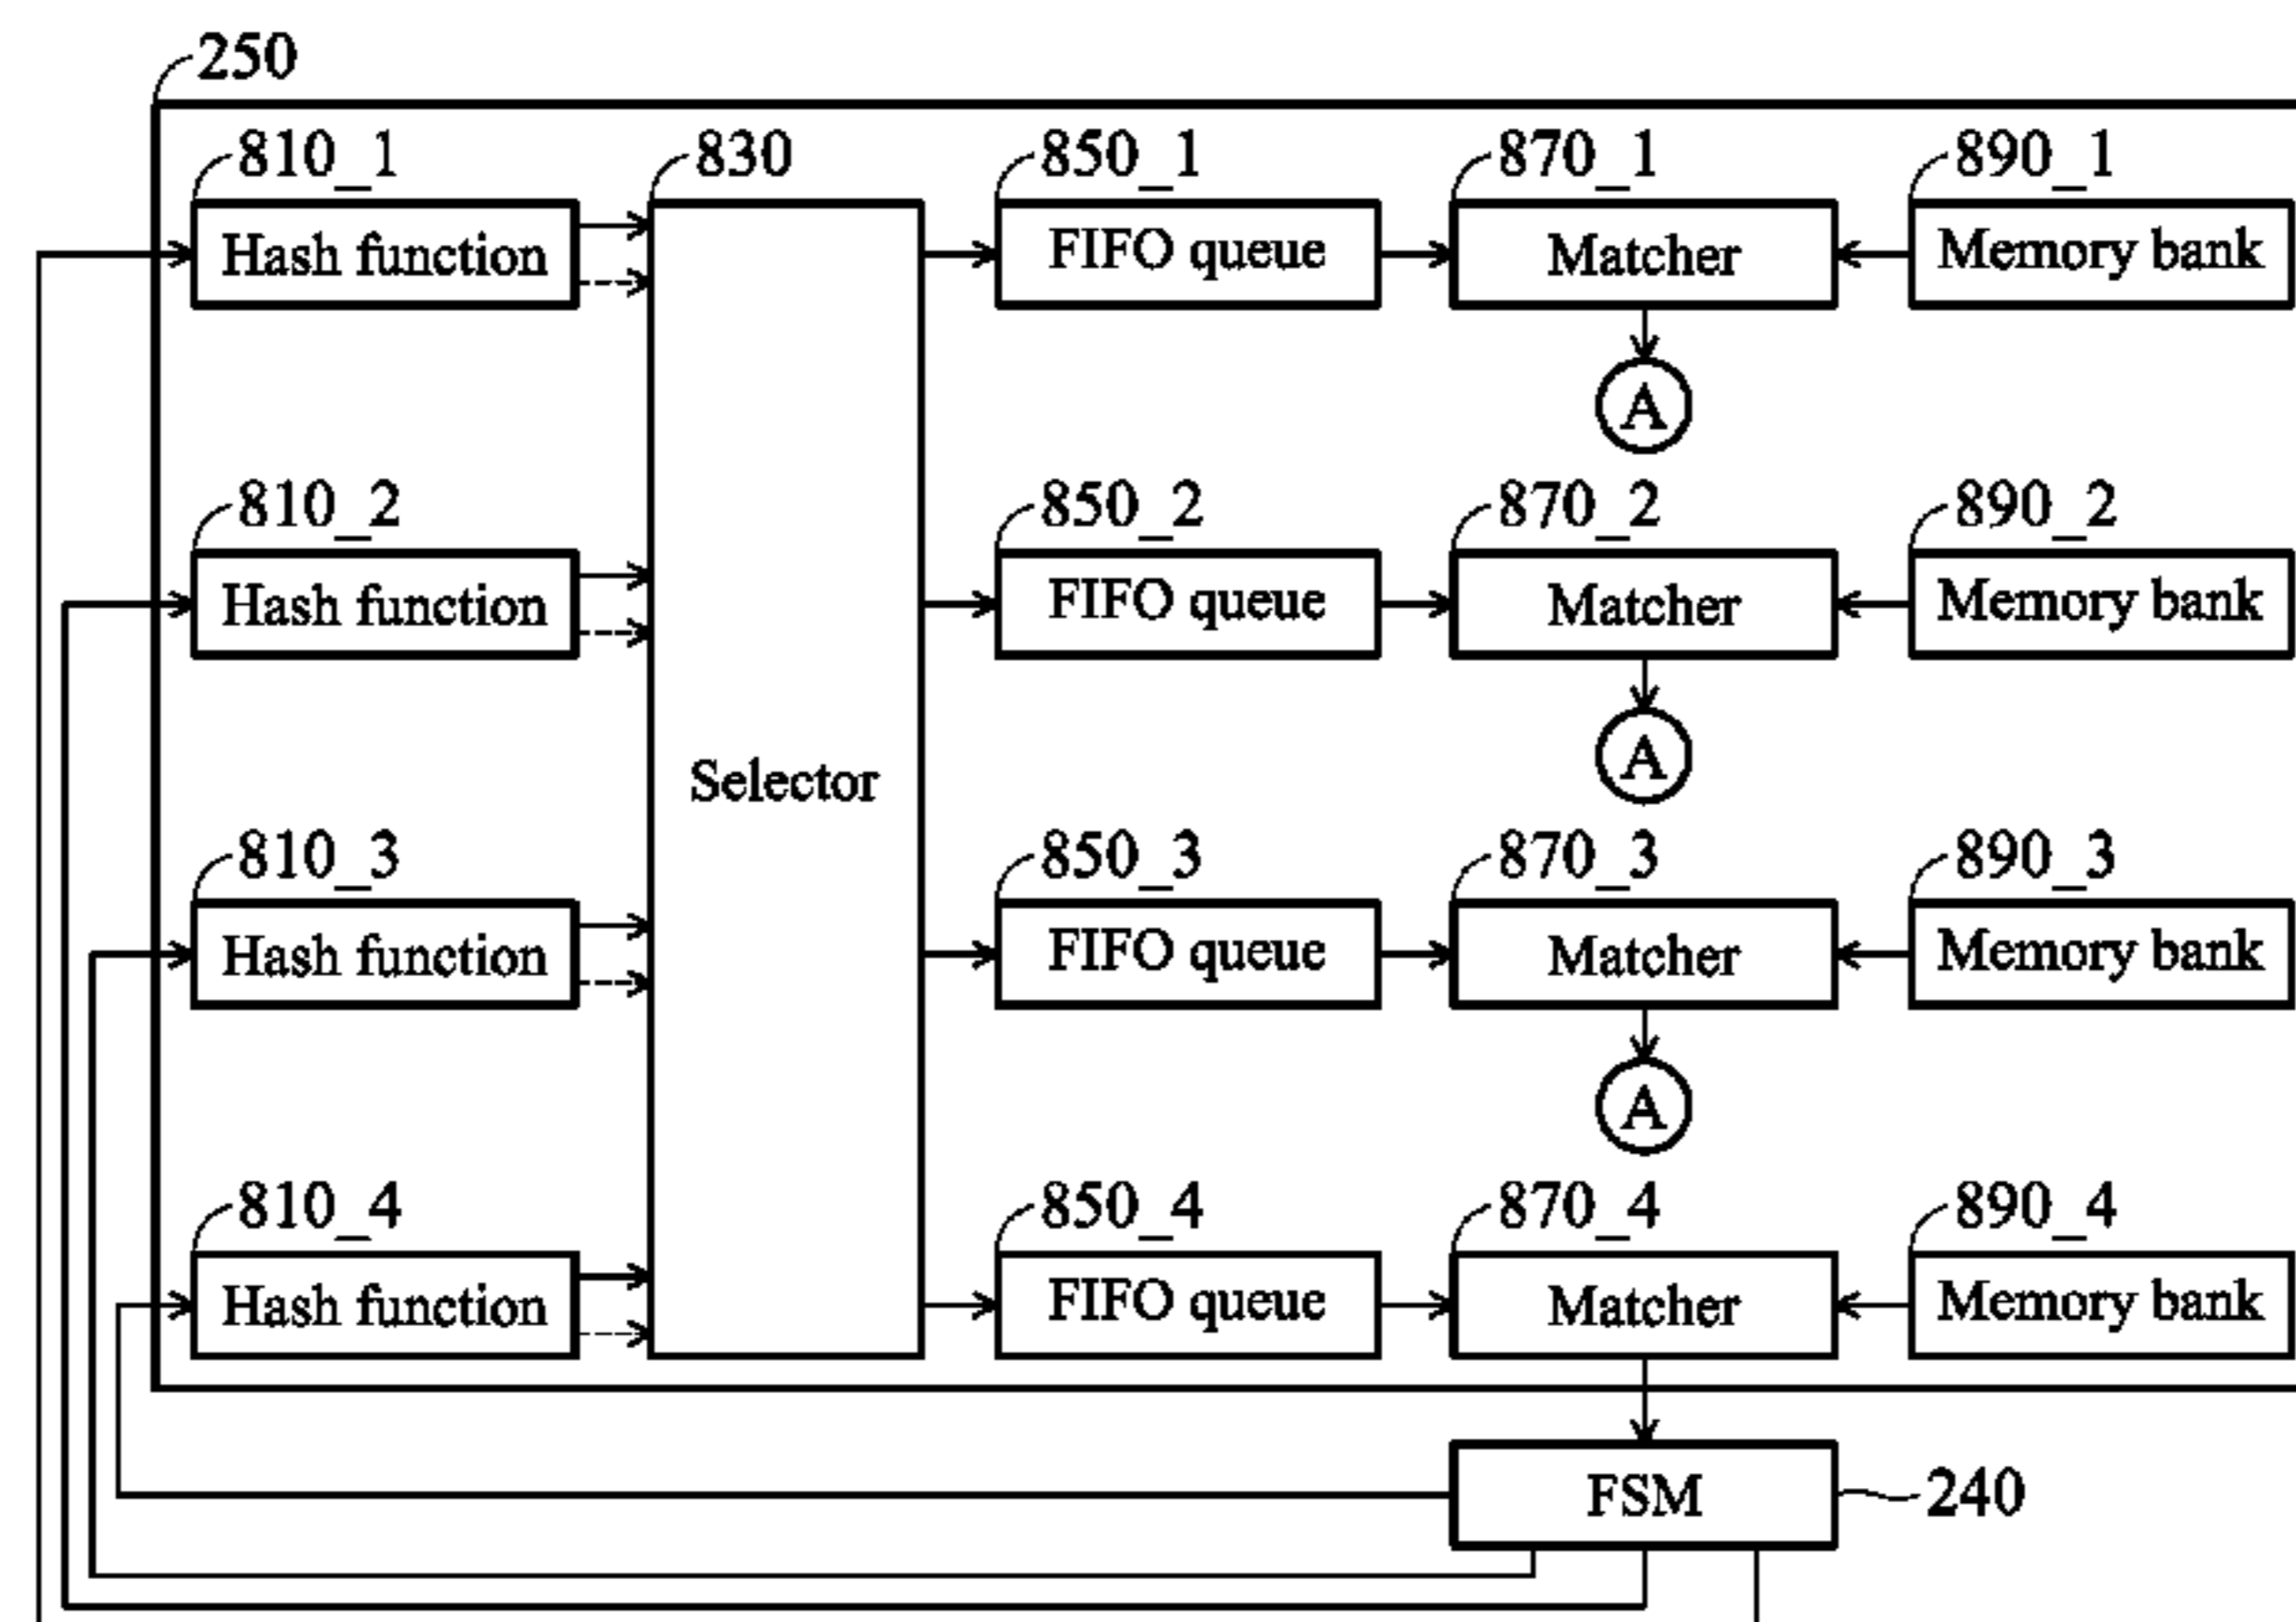 250
810_1 830 850_1 870_1 890_1
Hash function FIFO queue Matcher Memory bank
A
810_2 850_2 870_2 890_2
Hash function FIFO queue Matcher Memory bank
A
Selector
810_3 850_3 870_3 890_3
Hash function FIFO queue Matcher Memory bank
A
810_4 850_4 870_4 890_4
Hash function FIFO queue Matcher Memory bank
FSM 240